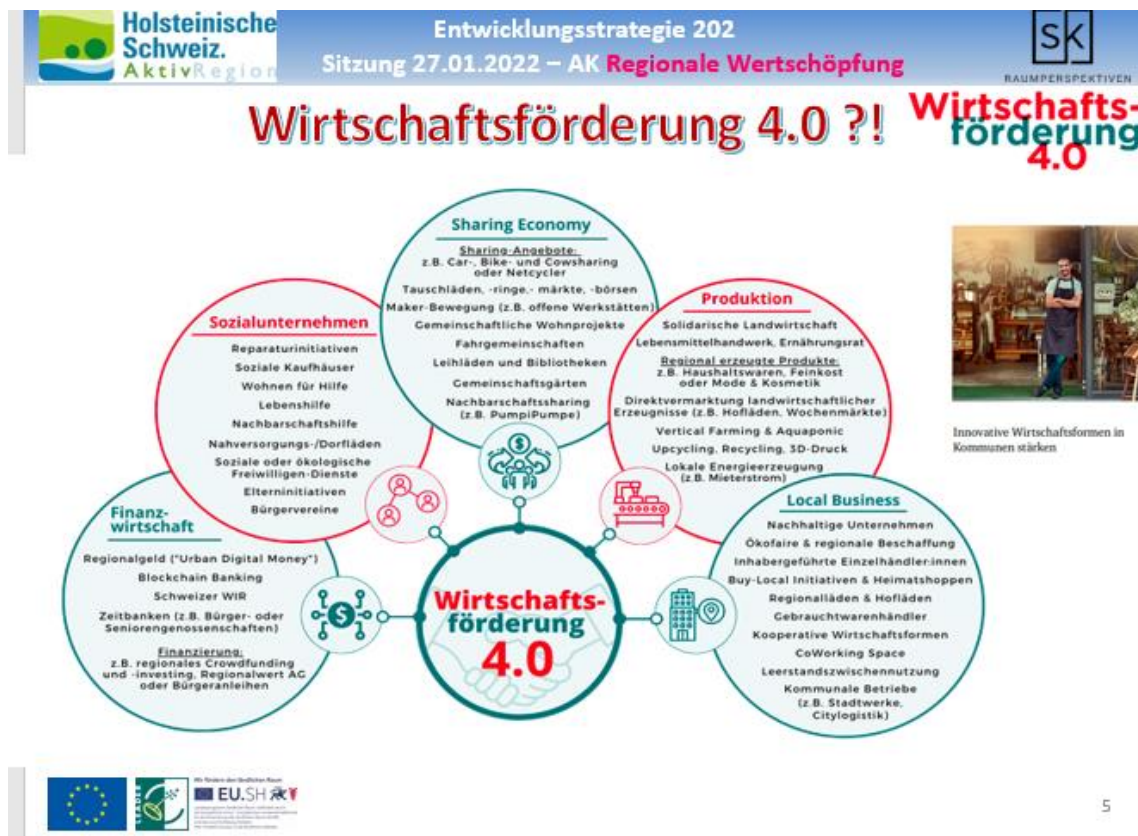 Holsteinische
Schweiz.
AktivRegion
Entwicklungsstrategie 202
Sitzung 27.01.2022 – AK Regionale Wertschöpfung
SK
RAUMPERSPEKTIVEN
Wirtschaftsförderung 4.0 ?!
Wirtschafts-
förderung
4.0
Sharing Economy
Sharing-Angebote:
z.B. Car-, Bike- und Cowsharing
oder Netcycler
Tauschläden, -ringe,- märkte, -börsen
Maker-Bewegung (z.B. offene Werkstätten)
Gemeinschaftliche Wohnprojekte
Fahrgemeinschaften
Leihläden und Bibliotheken
Gemeinschaftsgärten
Nachbarschaftssharing
(z.B. PumpiPumpe)
Sozialunternehmen
Reparaturinitiativen
Soziale Kaufhäuser
Wohnen für Hilfe
Lebenshilfe
Nachbarschaftshilfe
Nahversorgungs-/Dorfläden
Soziale oder ökologische
Freiwilligen-Dienste
Elterninitiativen
Bürgervereine
Produktion
Solidarische Landwirtschaft
Lebensmittelhandwerk, Ernährungsrat
Regional erzeugte Produkte:
z.B. Haushaltswaren, Feinkost
oder Mode & Kosmetik
Direktvermarktung landwirtschaftlicher
Erzeugnisse (z.B. Hofläden, Wochenmärkte)
Vertical Farming & Aquaponic
Upcycling, Recycling, 3D-Druck
Lokale Energieerzeugung
(z.B. Mieterstrom)
Innovative Wirtschaftsformen in
Kommunen stärken
Finanz-
wirtschaft
Regionalgeld ("Urban Digital Money")
Blockchain Banking
Schweizer WIR
Zeitbanken (z.B. Bürger- oder
Seniorengenossenschaften)
Finanzierung:
z.B. regionales Crowdfunding
und -investing, Regionalwert AG
oder Bürgeranleihen
Local Business
Nachhaltige Unternehmen
Ökofaire & regionale Beschaffung
Inhabergeführte Einzelhändler:innen
Buy-Local Initiativen & Heimatshoppen
Regionalläden & Hofläden
Gebrauchtwarenhändler
Kooperative Wirtschaftsformen
CoWorking Space
Leerstandszwischennutzung
Kommunale Betriebe
(z.B. Stadtwerke,
Citylogistik)
Wirtschafts-
förderung
4.0
LEADER
Wir fördern den ländlichen Raum
EU.SH
5